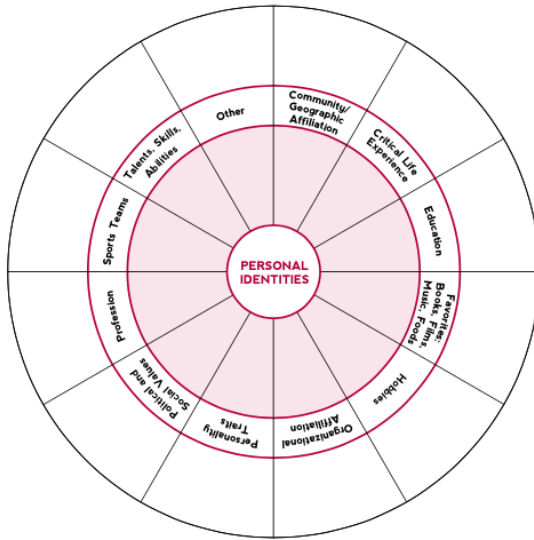 PERSONAL
IDENTITIES
Community/
Geographic
Affiliation
Critical Life
Experience
Education
Favorites:
Books, Films,
Music, Foods
Hobbies
Organizational
Affiliation
Personality
Traits
Political and
Social Values
Profession
Sports Teams
Talents, Skills,
Abilities
Other